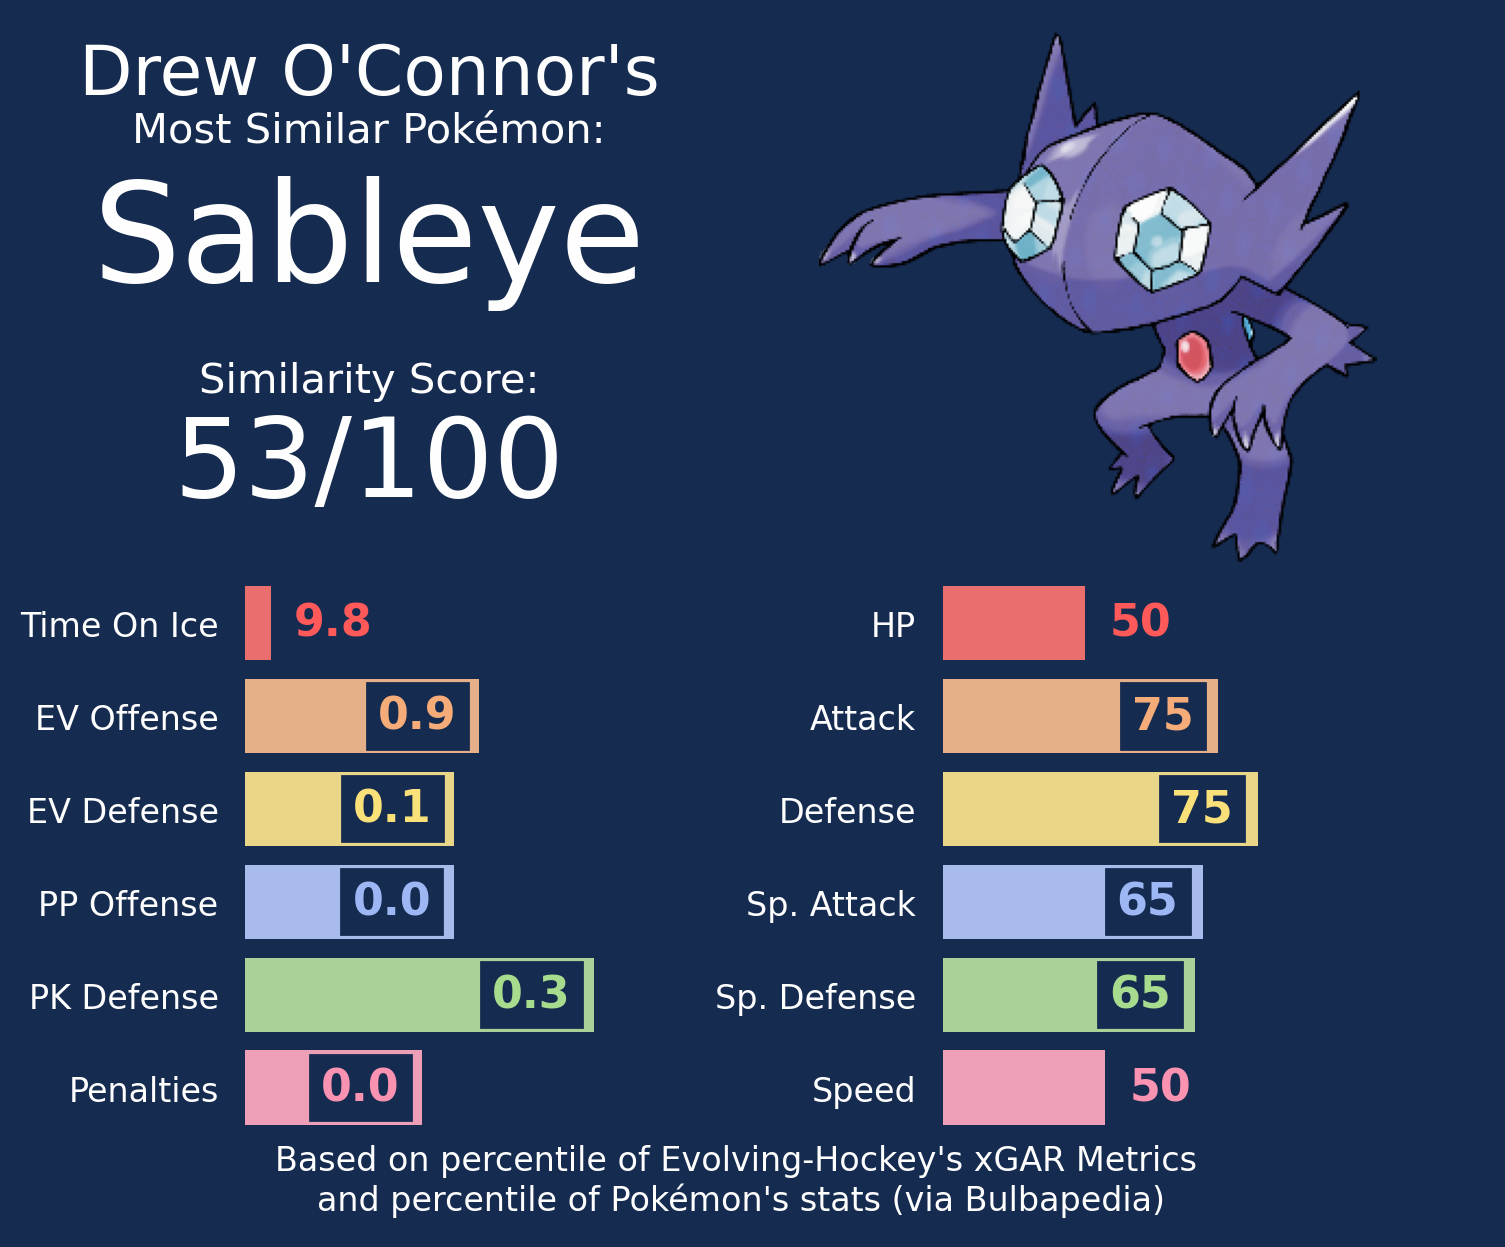 Drew O'Connor's
Most Similar Pokémon:
Sableye
Similarity Score:
53/100
Time On Ice 9.8
EV Offense 0.9
EV Defense 0.1
PP Offense 0.0
PK Defense 0.3
Penalties 0.0
HP 50
Attack 75
Defense 75
Sp. Attack 65
Sp. Defense 65
Speed 50
Based on percentile of Evolving-Hockey's xGAR Metrics
and percentile of Pokémon's stats (via Bulbapedia)